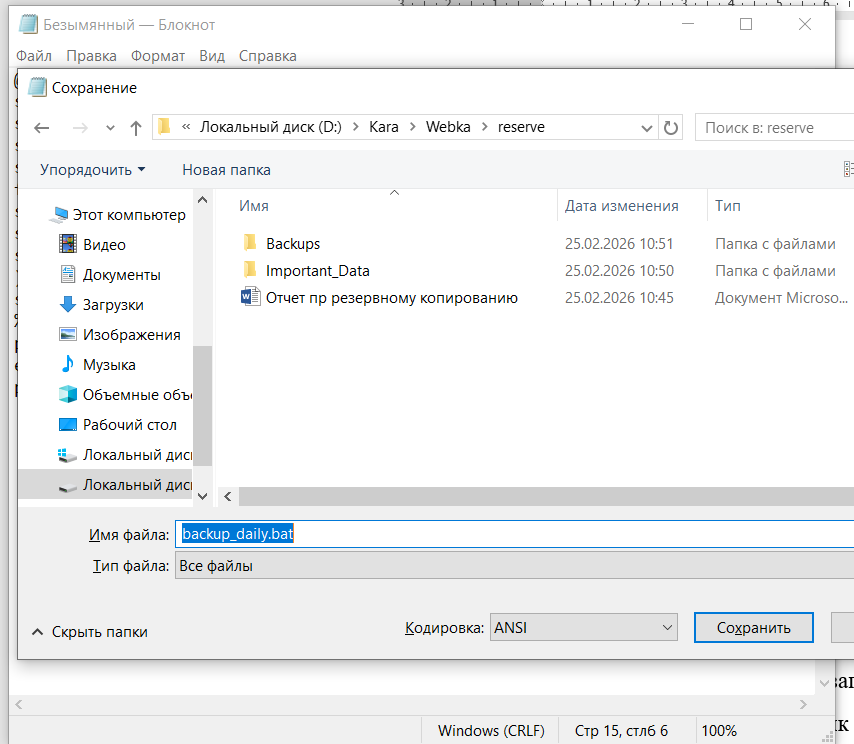 Безымянный — Блокнот
Файл Правка Формат Вид Справка
Сохранение
« Локальный диск (D:) > Kara > Webka > reserve
Поиск в: reserve
Упорядочить Новая папка
Имя Дата изменения Тип
Этот компьютер
Видео
Документы
Загрузки
Изображения
Музыка
Объемные объ
Рабочий стол
Локальный дис
Локальный дис
Backups 25.02.2026 10:51 Папка с файлами
Important_Data 25.02.2026 10:50 Папка с файлами
Отчет пр резервному копированию 25.02.2026 10:45 Документ Microso...
Имя файла: backup_daily.bat
Тип файла: Все файлы
Скрыть папки
Кодировка: ANSI
Сохранить
Windows (CRLF) Стр 15, стлб 6 100%